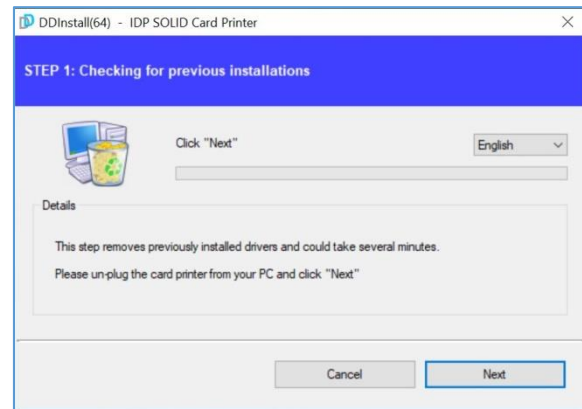 DDInstall(64) - IDP SOLID Card Printer
STEP 1: Checking for previous installations
Click "Next"
English
Details
This step removes previously installed drivers and could take several minutes.
Please un-plug the card printer from your PC and click "Next"
Cancel
Next